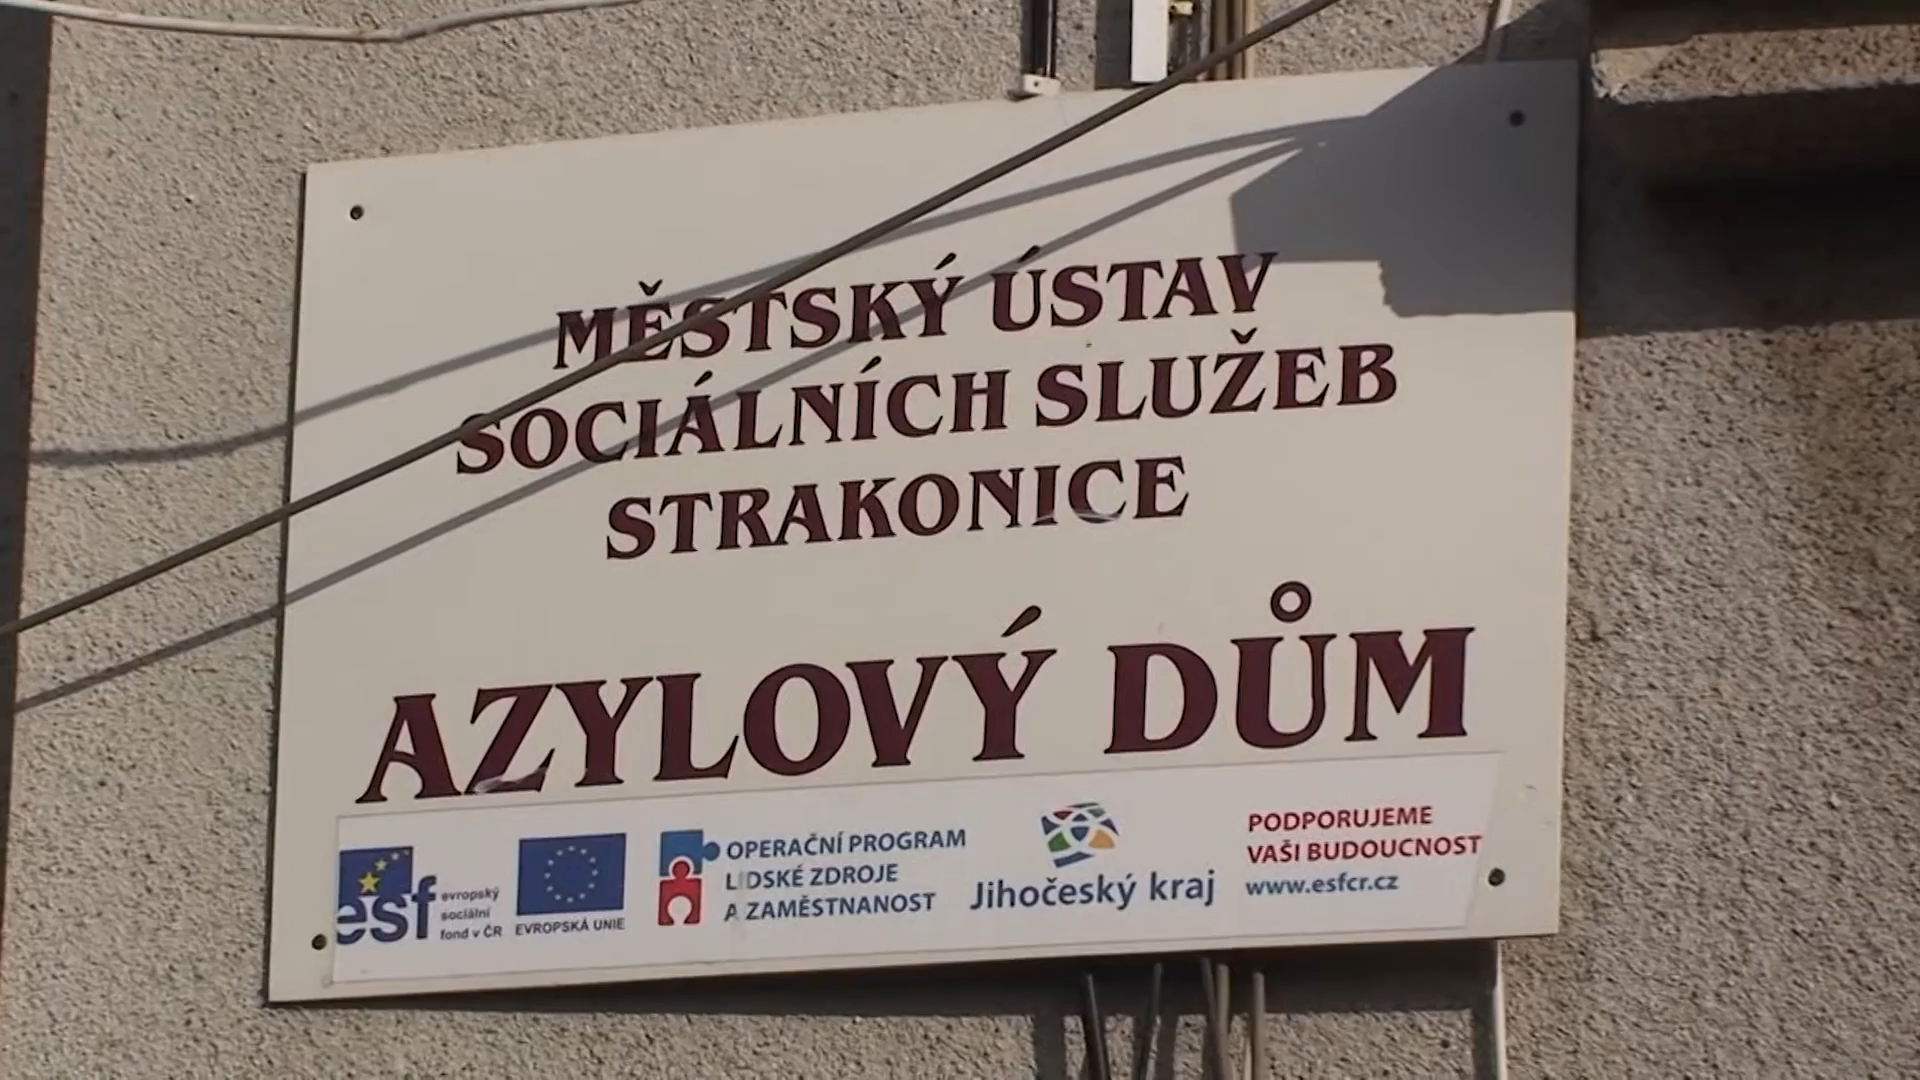 MĚSTSKÝ ÚSTAV
SOCIÁLNÍCH SLUŽEB
STRAKONICE
AZYLOVÝ DŮM
esf evropský
sociální
fond v ČR
EVROPSKÁ UNIE
OPERAČNÍ PROGRAM
LIDSKÉ ZDROJE
A ZAMĚSTNANOST
Jihočeský kraj
PODPORUJEME
VAŠI BUDOUCNOST
www.esfcr.cz